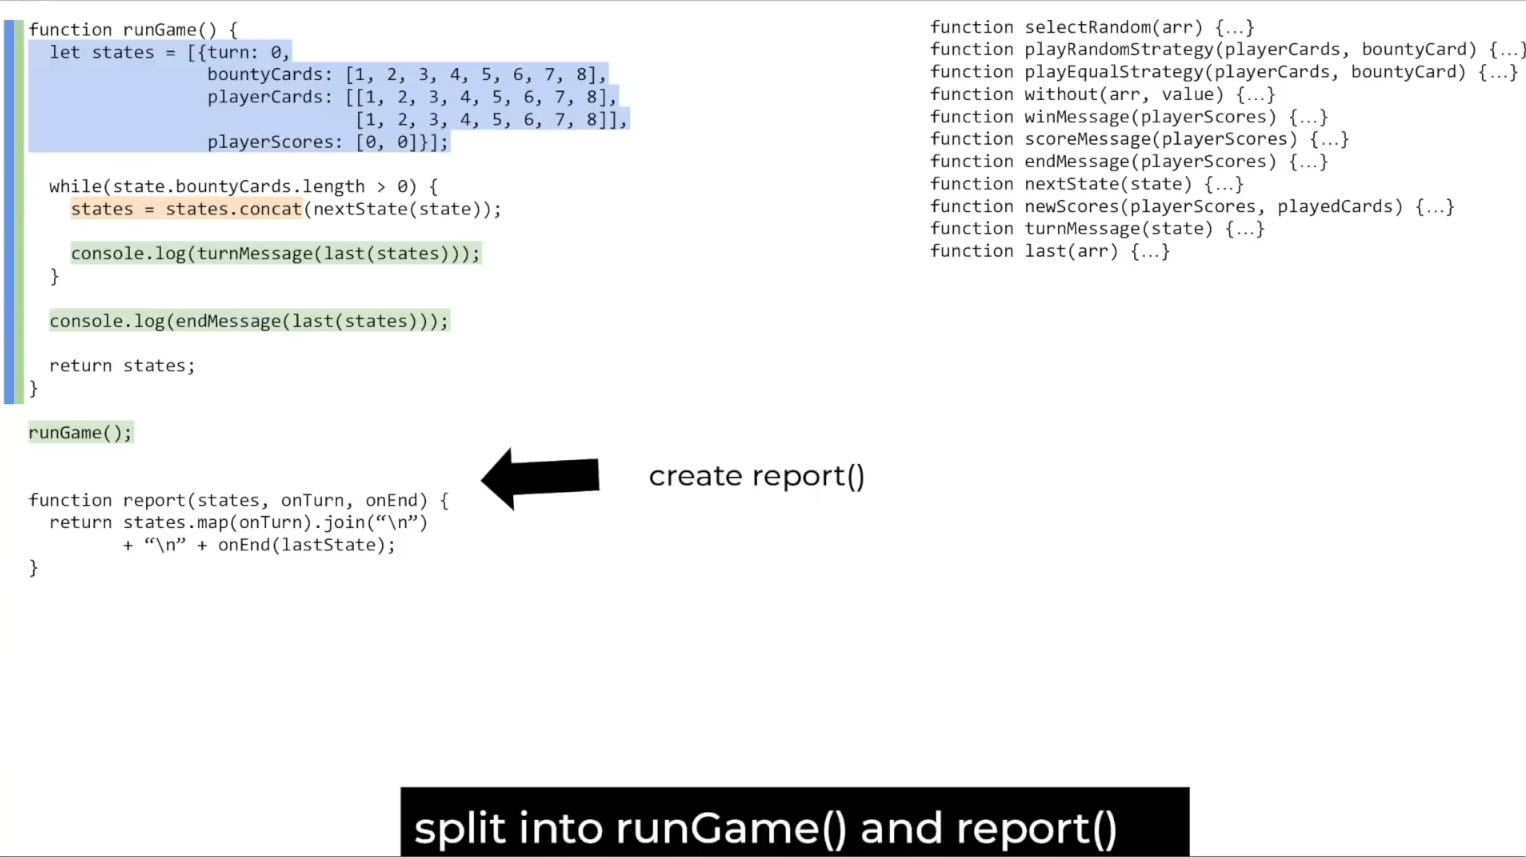 function runGame() {
let states = [{turn: 0,
bountyCards: [1, 2, 3, 4, 5, 6, 7, 8],
playerCards: [[1, 2, 3, 4, 5, 6, 7, 8],
[1, 2, 3, 4, 5, 6, 7, 8]],
playerScores: [0, 0]}];
while(state.bountyCards.length > 0) {
states = states.concat(nextState(state));
console.log(turnMessage(last(states)));
}
console.log(endMessage(last(states)));
return states;
}
runGame();
function report(states, onTurn, onEnd) {
return states.map(onTurn).join(“\n”)
+ “\n” + onEnd(lastState);
}
create report()
function selectRandom(arr) {…}
function playRandomStrategy(playerCards, bountyCard) {…}
function playEqualStrategy(playerCards, bountyCard) {…}
function without(arr, value) {…}
function winMessage(playerScores) {…}
function scoreMessage(playerScores) {…}
function endMessage(playerScores) {…}
function nextState(state) {…}
function newScores(playerScores, playedCards) {…}
function turnMessage(state) {…}
function last(arr) {…}
split into runGame() and report()